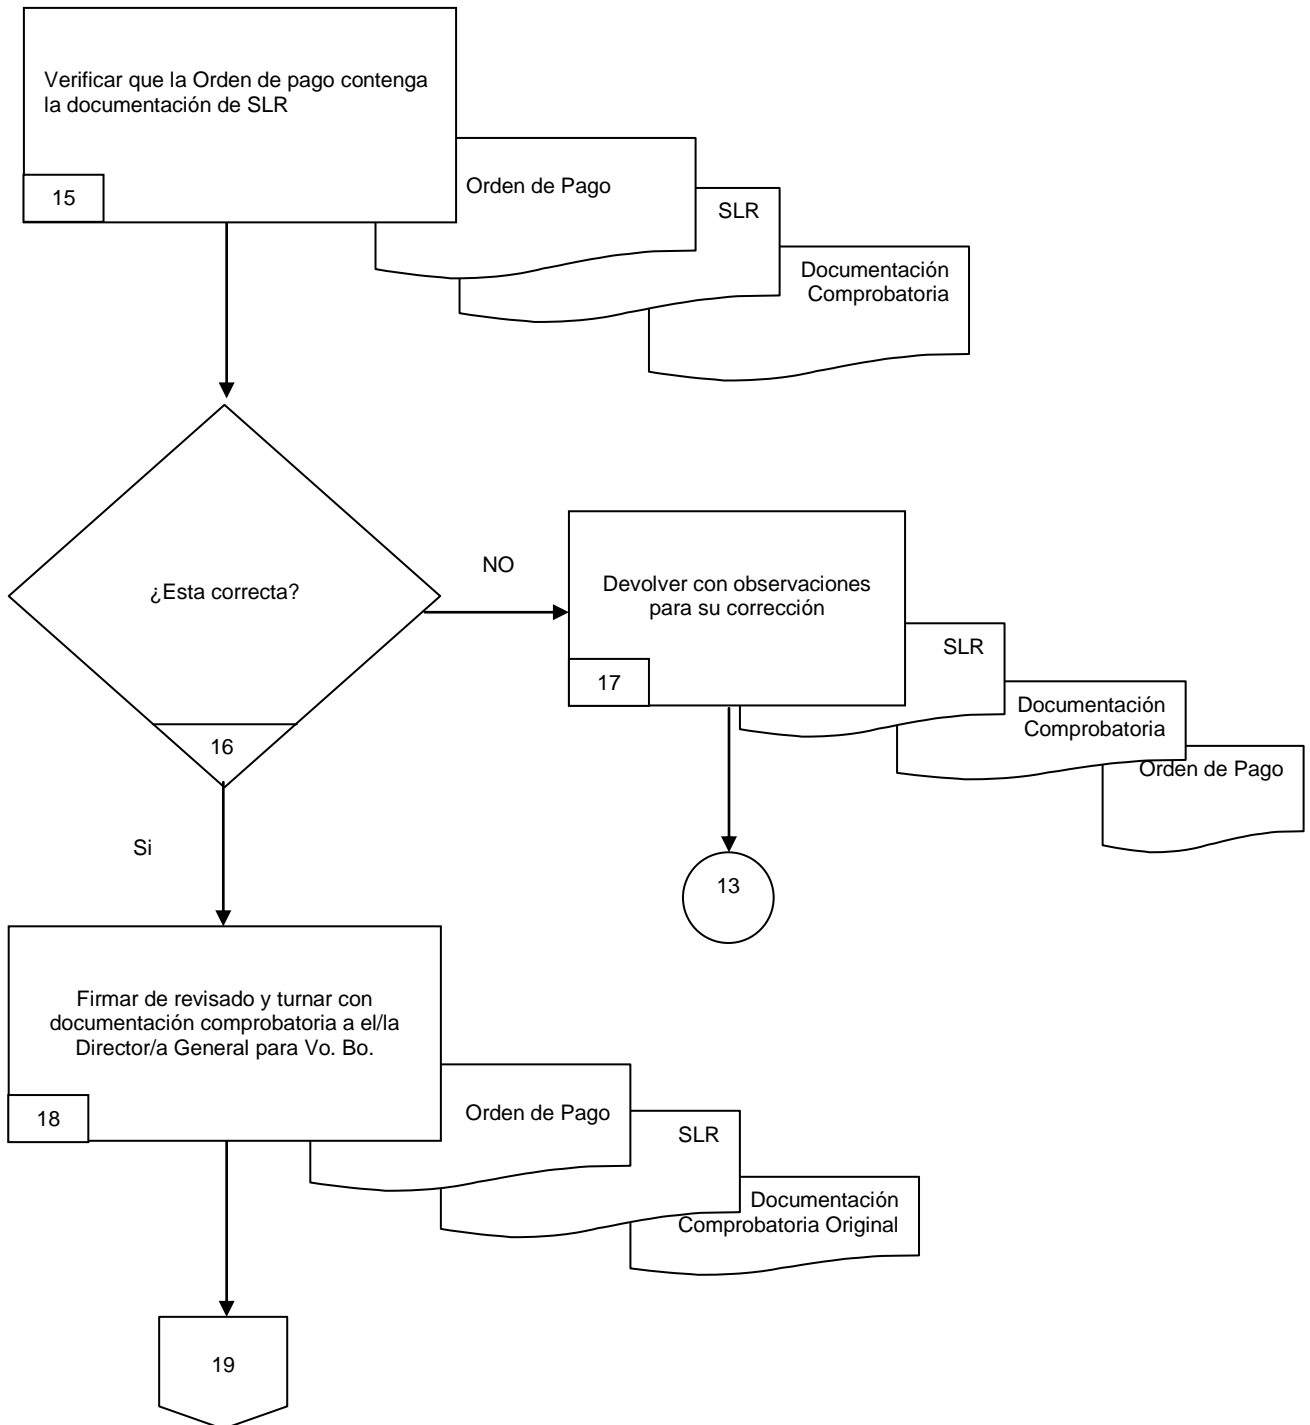 Verificar que la Orden de pago contenga
la documentación de SLR
15
Orden de Pago
SLR
Documentación
Comprobatoria
¿Esta correcta?
16
NO
Devolver con observaciones
para su corrección
17
SLR
Documentación
Comprobatoria
Orden de Pago
13
Si
Firmar de revisado y turnar con
documentación comprobatoria a el/la
Director/a General para Vo. Bo.
18
Orden de Pago
SLR
Documentación
Comprobatoria Original
19